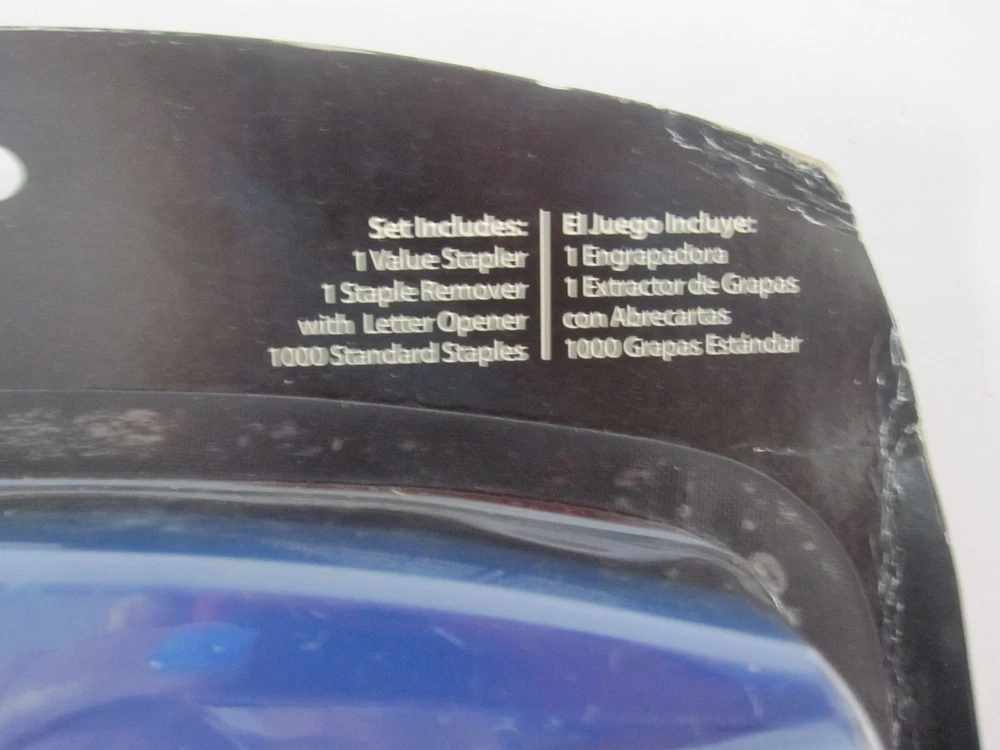 Set Includes:
1 Value Stapler
1 Staple Remover
with Letter Opener
1000 Standard Staples
El Juego Incluye:
1 Engrapadora
1 Extractor de Grapas
con Abrecartas
1000 Grapas Estándar